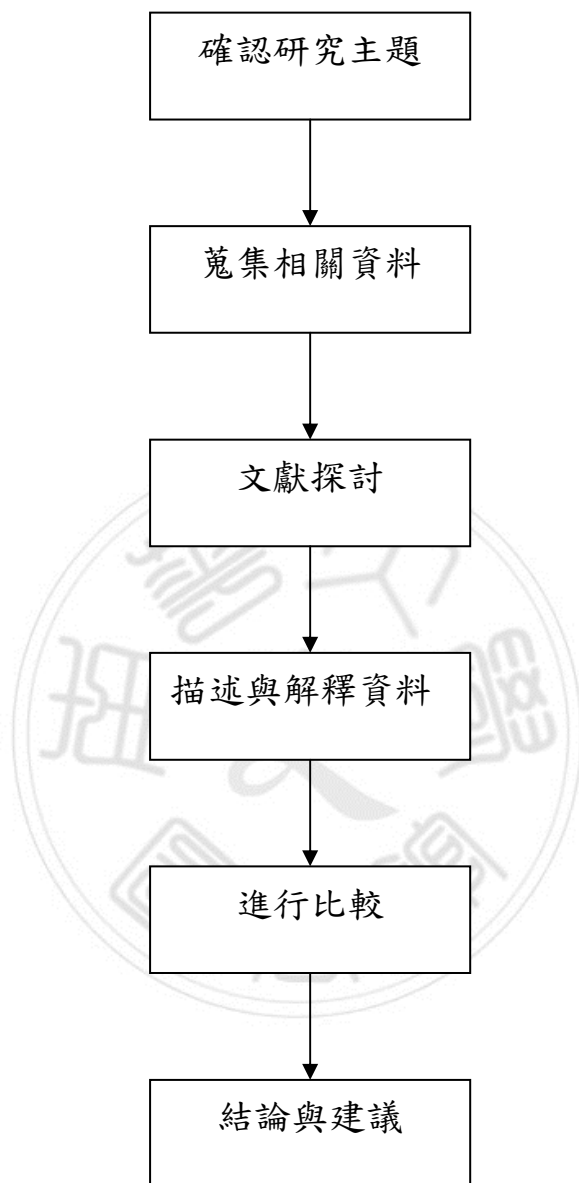 確認研究主題
蒐集相關資料
文獻探討
描述與解釋資料
進行比較
結論與建議